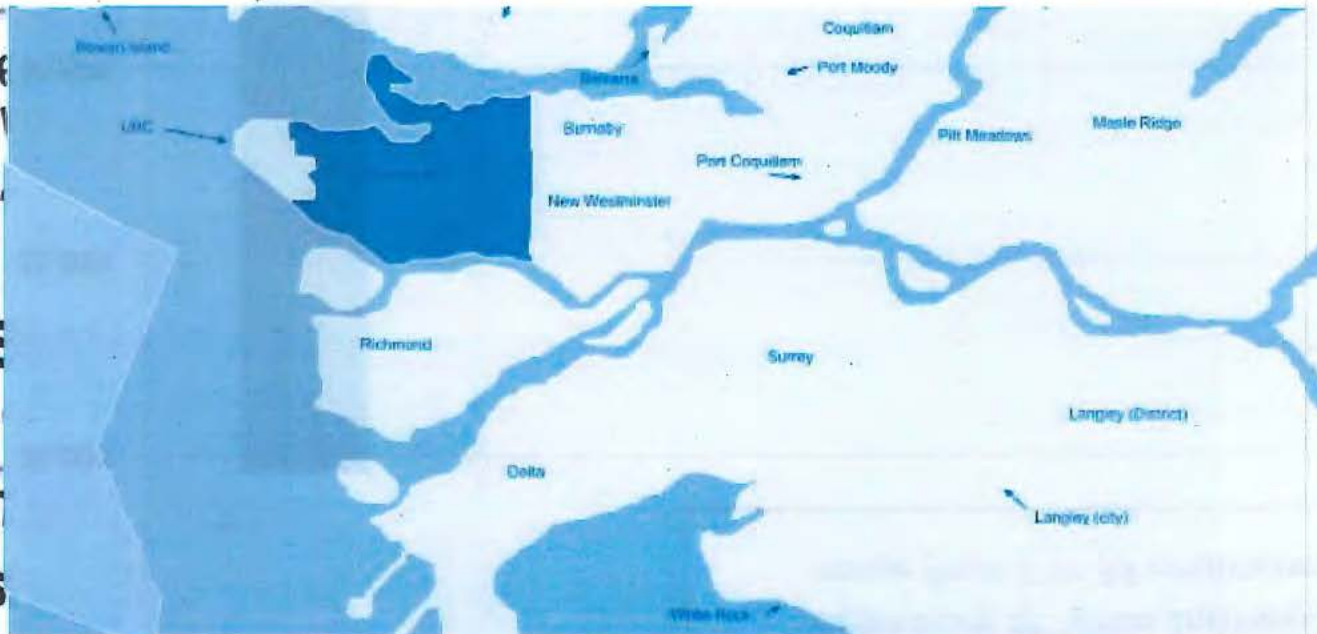 Coquitlam
Bowen Island
Port Moody
Belcarra
UBC
Burnaby
Pitt Meadows
Maple Ridge
Port Coquitlam
New Westminster
Richmond
Surrey
Langley (District)
Delta
Langley (city)
White Rock